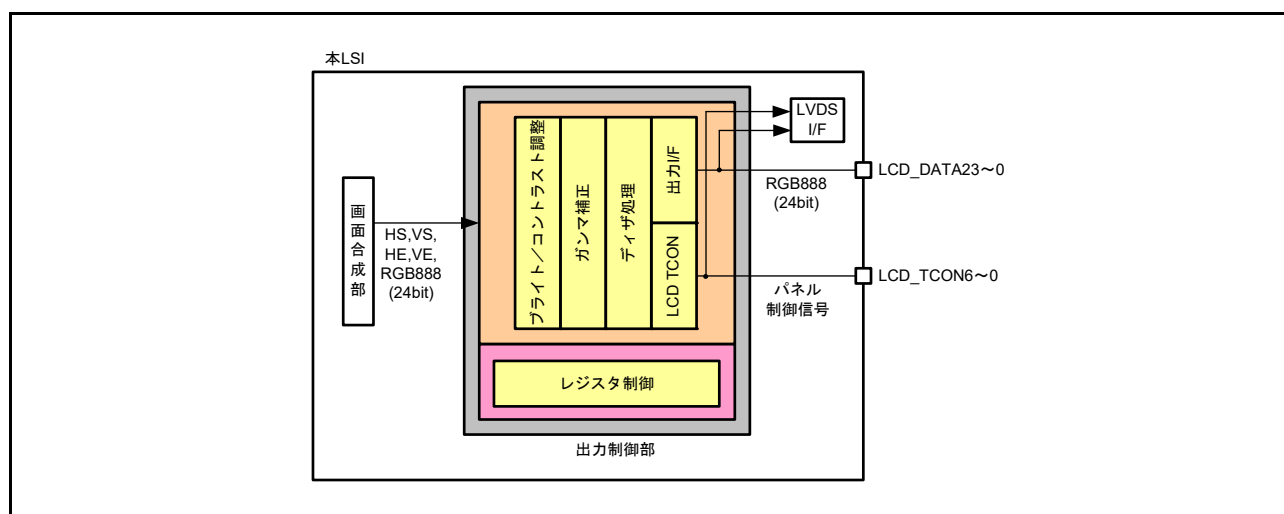 本LSI
画面合成部
HS,VS,
HE,VE,
RGB888
(24bit)
ブライト／コントラスト調整
ガンマ補正
ディザ処理
出力I/F
LCD TCON
レジスタ制御
出力制御部
LVDS
I/F
RGB888
(24bit)
LCD_DATA23～0
パネル
制御信号
LCD_TCON6～0